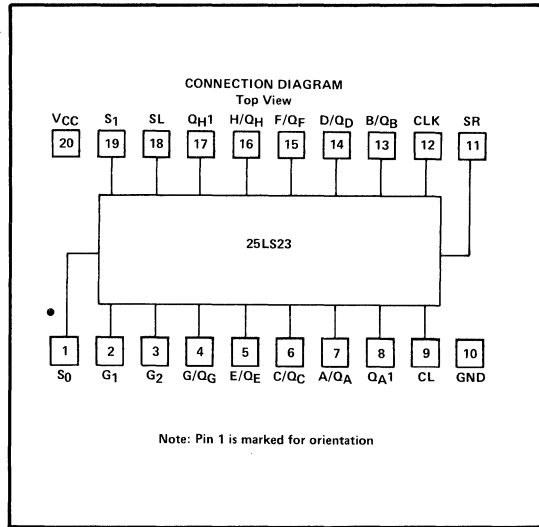 CONNECTION DIAGRAM
Top View
VCC S1 SL QH1 H/QH F/QF D/QD B/QB CLK SR
20 19 18 17 16 15 14 13 12 11
25LS23
1 2 3 4 5 6 7 8 9 10
S0 G1 G2 G/QG E/QE C/QC A/QA QA1 CL GND
Note: Pin 1 is marked for orientation